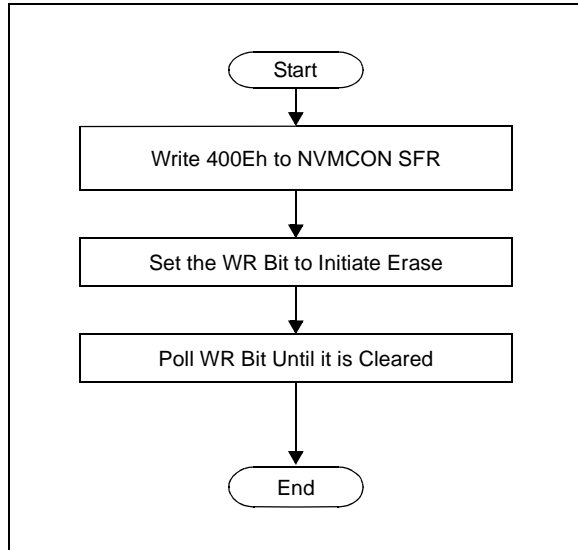 Start
Write 400Eh to NVMCON SFR
Set the WR Bit to Initiate Erase
Poll WR Bit Until it is Cleared
End